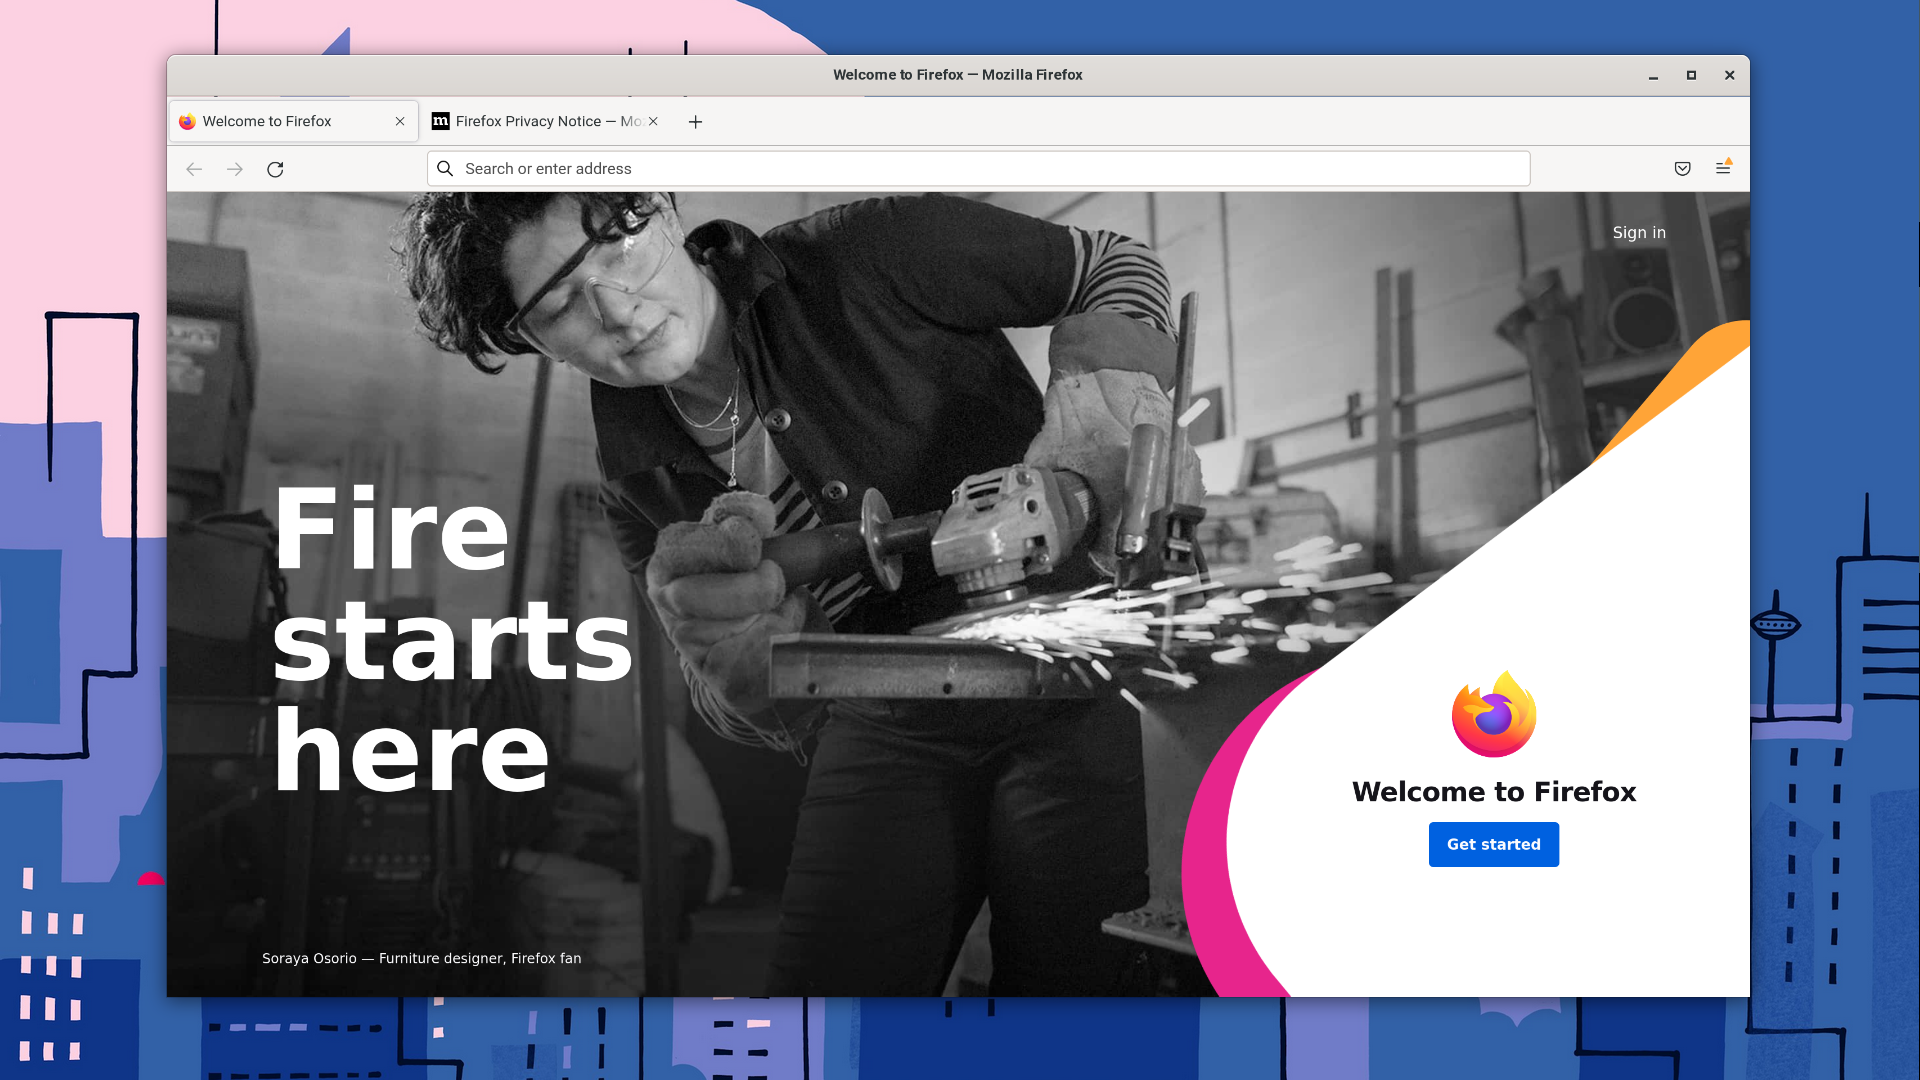 Welcome to Firefox — Mozilla Firefox
Welcome to Firefox
m Firefox Privacy Notice — Mo
Search or enter address
Sign in
Fire
starts
here
Welcome to Firefox
Get started
Soraya Osorio — Furniture designer, Firefox fan